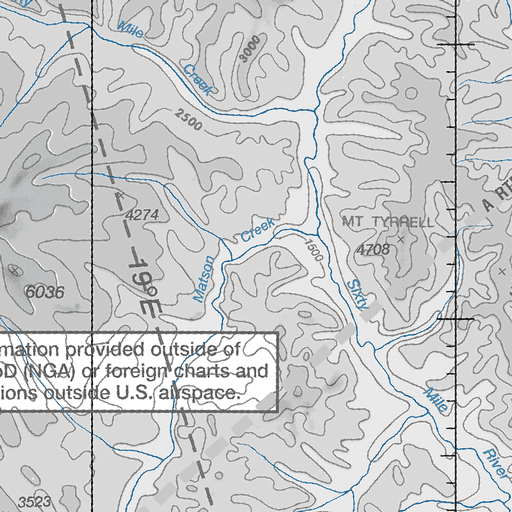 Mile
Creek
3000
2500
4274
Creek
MT TYRRELL
4708
1500
Matson
19°E
6036
Sixty
mation provided outside of
D (NGA) or foreign charts and
ions outside U.S. airspace.
Mile
River
3523